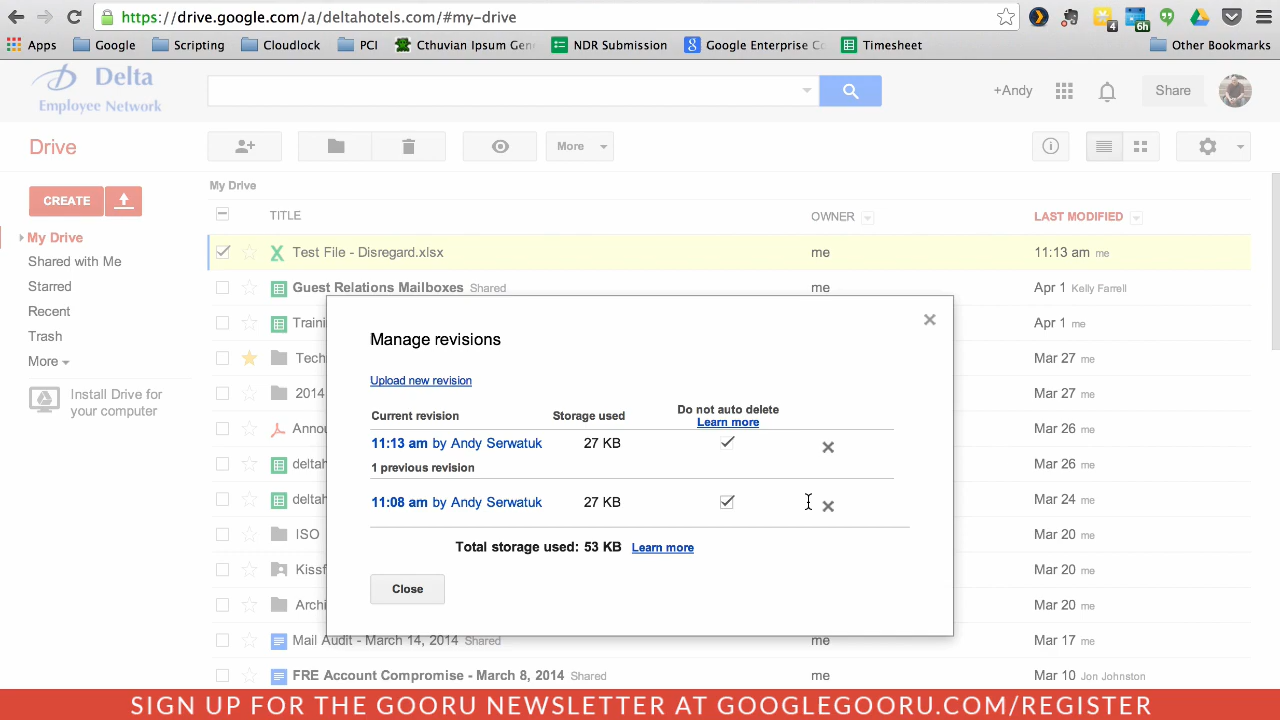 https://drive.google.com/a/deltahotels.com/#my-drive
4
6h
Apps Google Scripting Cloudlock PCI Cthuvian Ipsum Gen NDR Submission Google Enterprise Timesheet Other Bookmarks
Delta
Employee Network
+Andy Share
Drive
More
My Drive
CREATE
TITLE OWNER LAST MODIFIED
My Drive
Test File - Disregard.xlsx me 11:13 am me
Shared with Me
Starred
Guest Relations Mailboxes Shared me Apr 1 Kelly Farrell
Recent
Traini Apr 1 me
Trash
More
Tech Mar 27 me
Install Drive for
your computer
2014 Mar 27 me
Annou Mar 26 me
deltah Mar 26 me
deltah Mar 24 me
ISO Mar 20 me
Kissf Mar 20 me
Archi Mar 20 me
Mail Audit - March 14, 2014 Shared me Mar 17 me
FRE Account Compromise - March 8, 2014 Shared me Mar 10 Jon Johnston
Manage revisions
Upload new revision
Current revision Storage used Do not auto delete
Learn more
11:13 am by Andy Serwatuk 27 KB
1 previous revision
11:08 am by Andy Serwatuk 27 KB
Total storage used: 53 KB Learn more
Close
SIGN UP FOR THE GOORU NEWSLETTER AT GOOGLEGOORU.COM/REGISTER